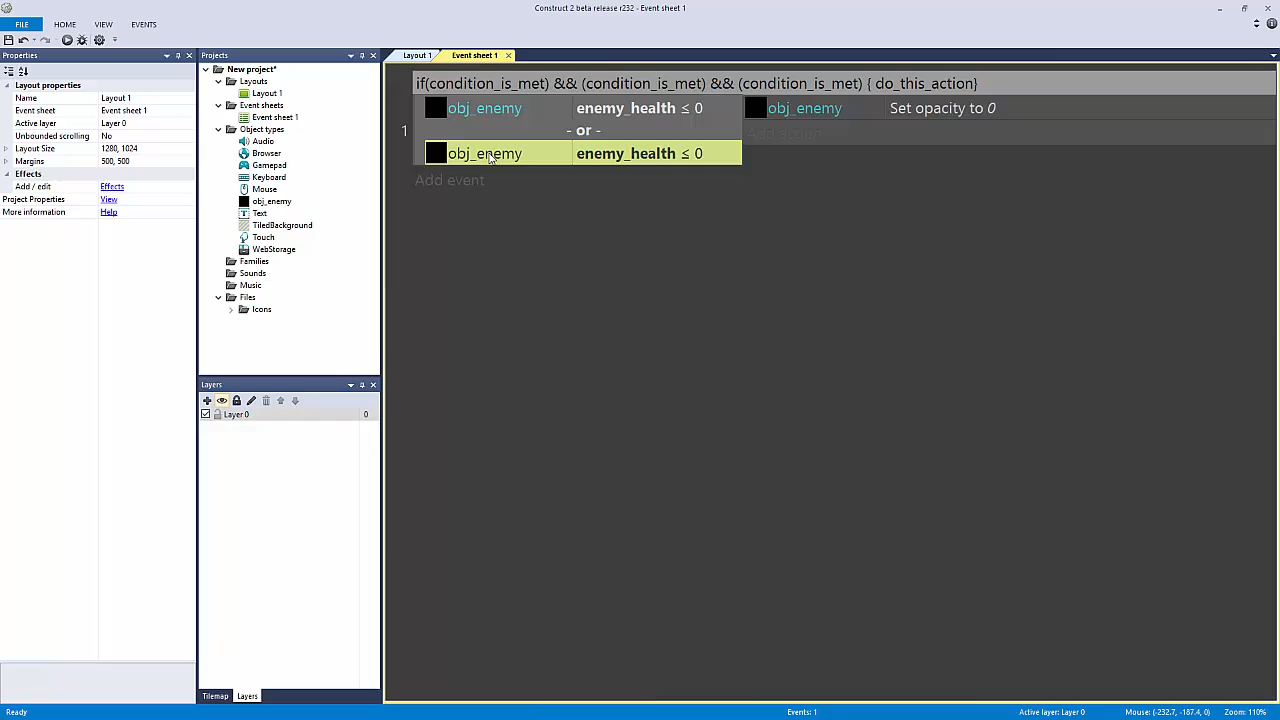 Construct 2 beta release r232 - Event sheet 1
FILE HOME VIEW EVENTS
Properties
Layout properties
Name Layout 1
Event sheet Event sheet 1
Active layer Layer 0
Unbounded scrolling No
Layout Size 1280, 1024
Margins 500, 500
Effects
Add / edit Effects
Project Properties View
More information Help
Projects
New project*
Layouts
Layout 1
Event sheets
Event sheet 1
Object types
Audio
Browser
Gamepad
Keyboard
Mouse
obj_enemy
Text
TiledBackground
Touch
WebStorage
Families
Sounds
Music
Files
Icons
Layers
Layer 0 0
Tilemap Layers
Layout 1 Event sheet 1
if(condition_is_met) && (condition_is_met) && (condition_is_met) { do_this_action}
obj_enemy enemy_health ≤ 0 obj_enemy Set opacity to 0
1 - or - Add action
obj_enemy enemy_health ≤ 0
Add event
Ready Events: 1 Active layer: Layer 0 Mouse: (-232.7, -187.4, 0) Zoom: 110%